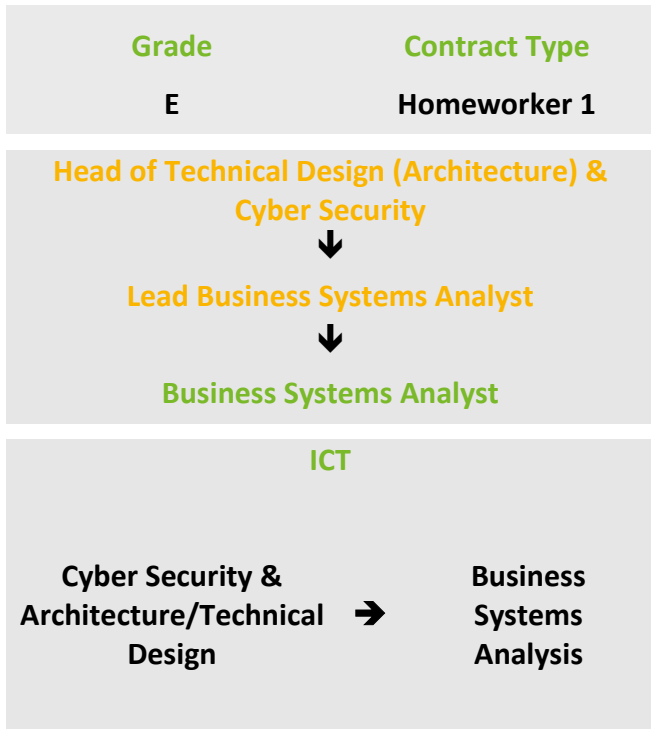 Grade Contract Type
E Homeworker 1
Head of Technical Design (Architecture) &
Cyber Security
🡻
Lead Business Systems Analyst
🡻
Business Systems Analyst
ICT
Cyber Security &
Architecture/Technical
Design
🡺
Business
Systems
Analysis